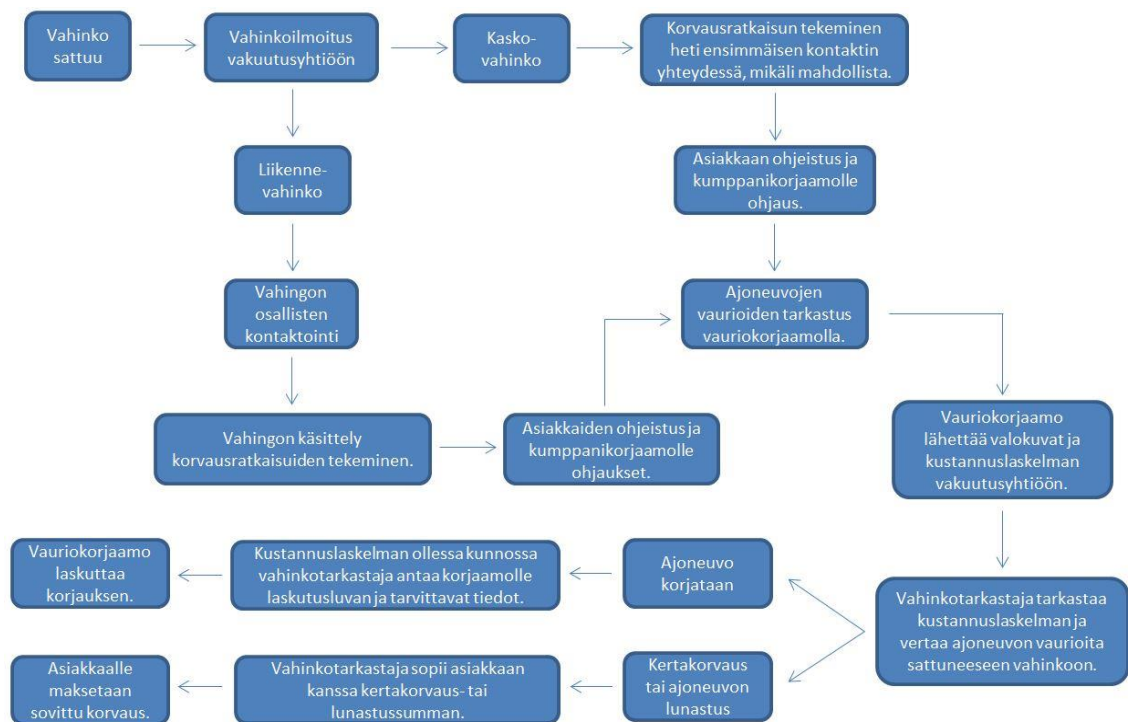 Vahinko
sattuu
Vahinkoilmoitus
vakuutusyhtiöön
Kasko-
vahinko
Korvausratkaisun tekeminen
heti ensimmäisen kontaktin
yhteydessä, mikäli mahdollista.
Liikenne-
vahinko
Asiakkaan ohjeistus ja
kumppanikorjaamolle
ohjaus.
Vahingon
osallisten
kontaktointi
Ajoneuvojen
vaurioiden tarkastus
vauriokorjaamolla.
Vahingon käsittely
korvausratkaisuiden tekeminen.
Asiakkaiden ohjeistus ja
kumppanikorjaamolle
ohjaukset.
Vauriokorjaamo
lähettää valokuvat ja
kustannuslaskelman
vakuutusyhtiöön.
Vahinkotarkastaja tarkastaa
kustannuslaskelman ja
vertaa ajoneuvon vaurioita
sattuneeseen vahinkoon.
Ajoneuvo
korjataan
Kustannuslaskelman ollessa kunnossa
vahinkotarkastaja antaa korjaamolle
laskutusluvan ja tarvittavat tiedot.
Vauriokorjaamo
laskuttaa
korjauksen.
Kertakorvaus
tai ajoneuvon
lunastus
Vahinkotarkastaja sopii asiakkaan
kanssa kertakorvaus- tai
lunastussumman.
Asiakkaalle
maksetaan
sovittu korvaus.